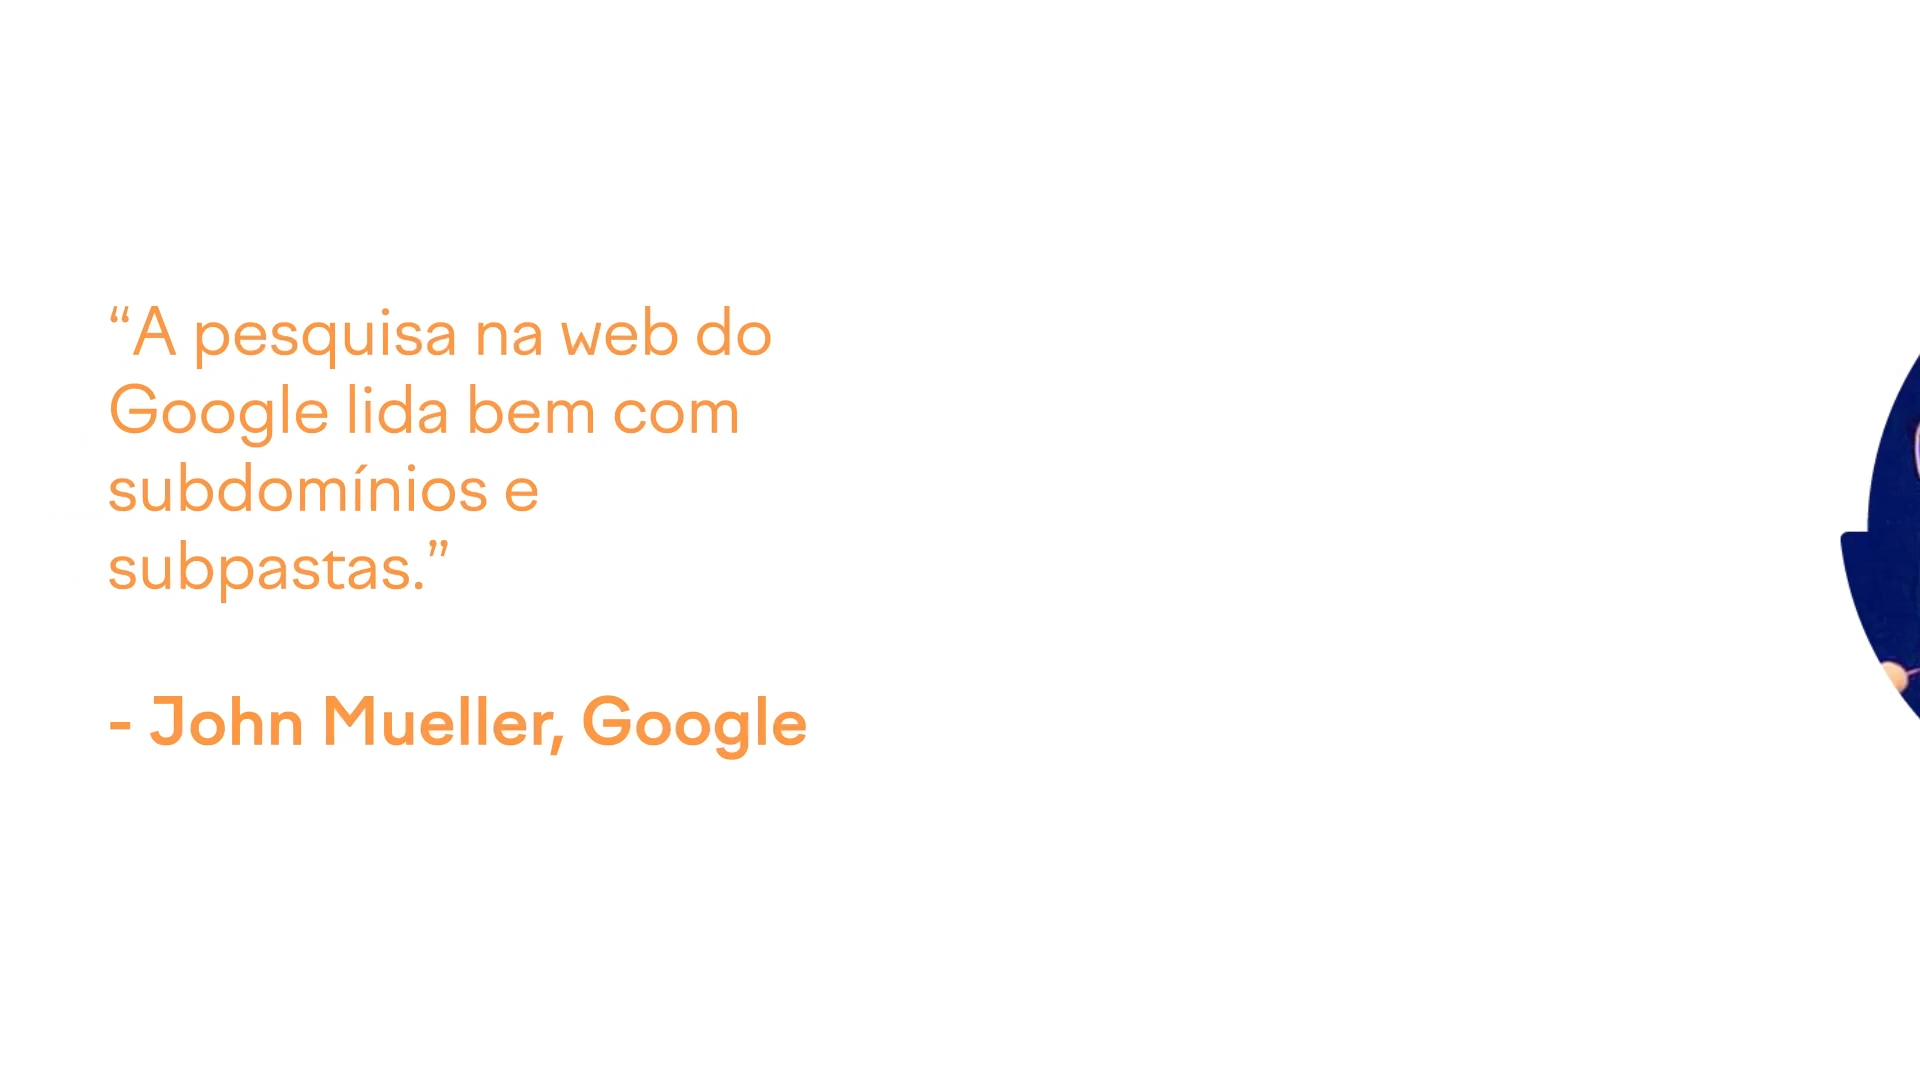 “A pesquisa na web do
Google lida bem com
subdomínios e
subpastas.”
- John Mueller, Google